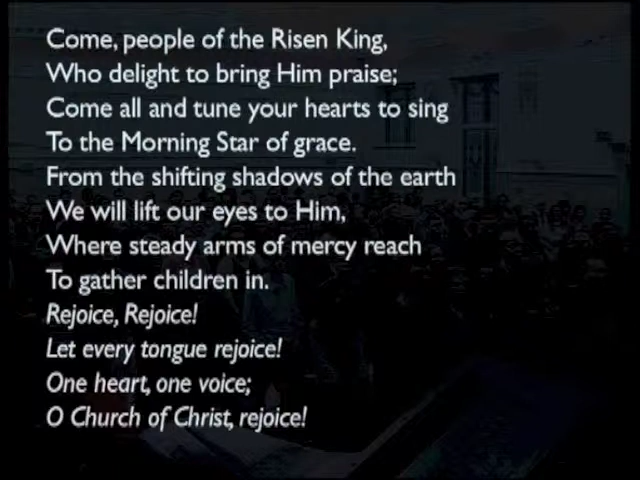 Come, people of the Risen King,
Who delight to bring Him praise;
Come all and tune your hearts to sing
To the Morning Star of grace.
From the shifting shadows of the earth
We will lift our eyes to Him,
Where steady arms of mercy reach
To gather children in.
Rejoice, Rejoice!
Let every tongue rejoice!
One heart, one voice;
O Church of Christ, rejoice!